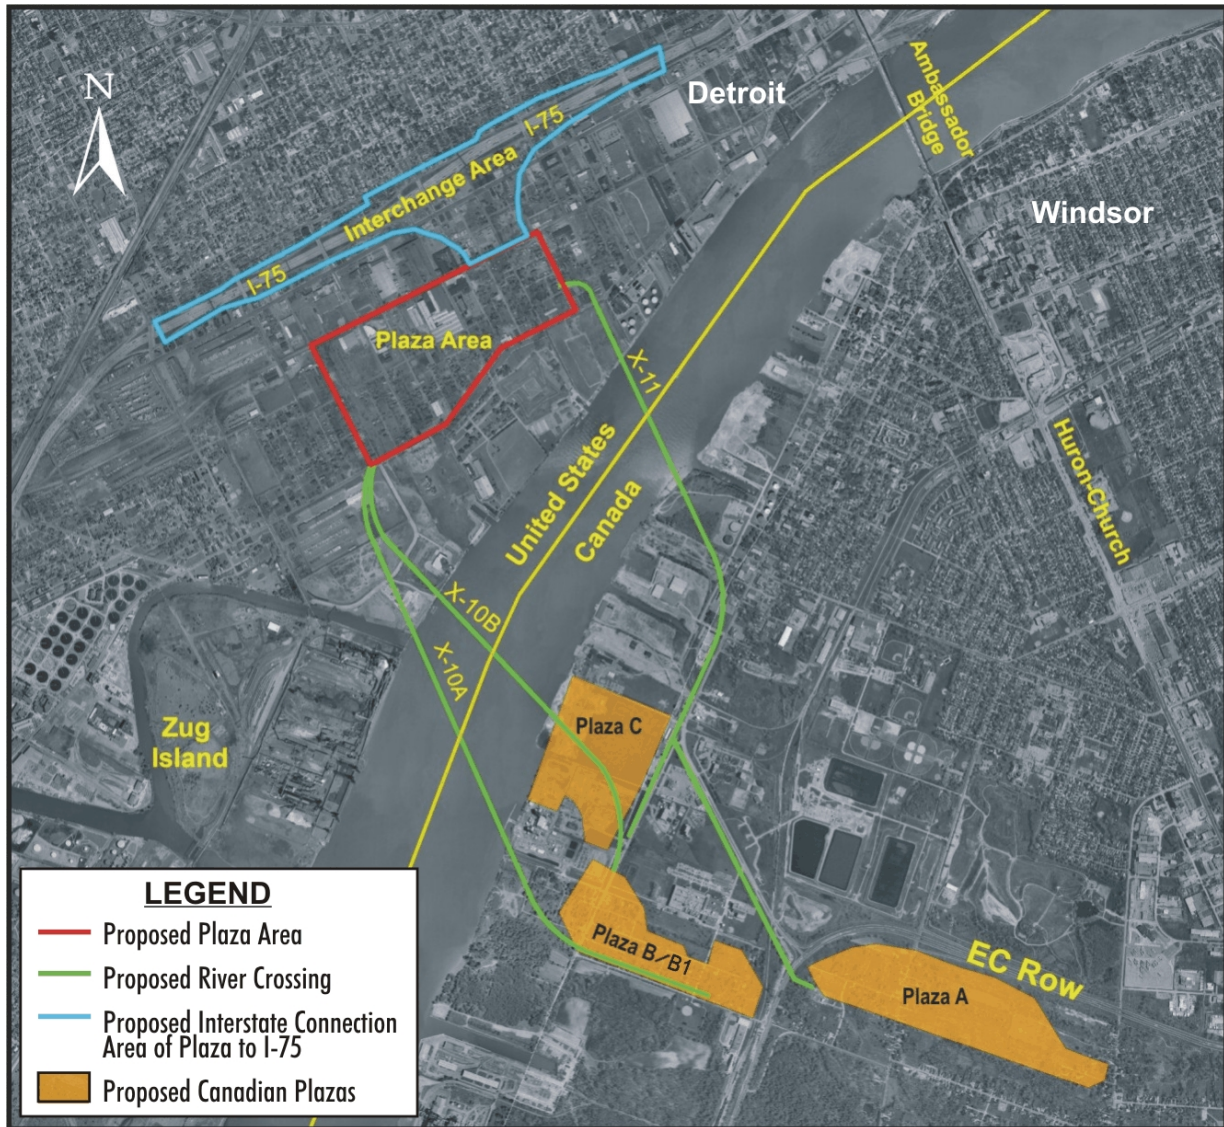 N
Detroit
Ambassador
Bridge
Windsor
I-75
Interchange Area
I-75
Plaza Area
X-11
United States
Canada
Huron-Church
X-10B
X-10A
Zug
Island
Plaza C
Plaza B/B1
Plaza A
EC Row
LEGEND
Proposed Plaza Area
Proposed River Crossing
Proposed Interstate Connection
Area of Plaza to I-75
Proposed Canadian Plazas